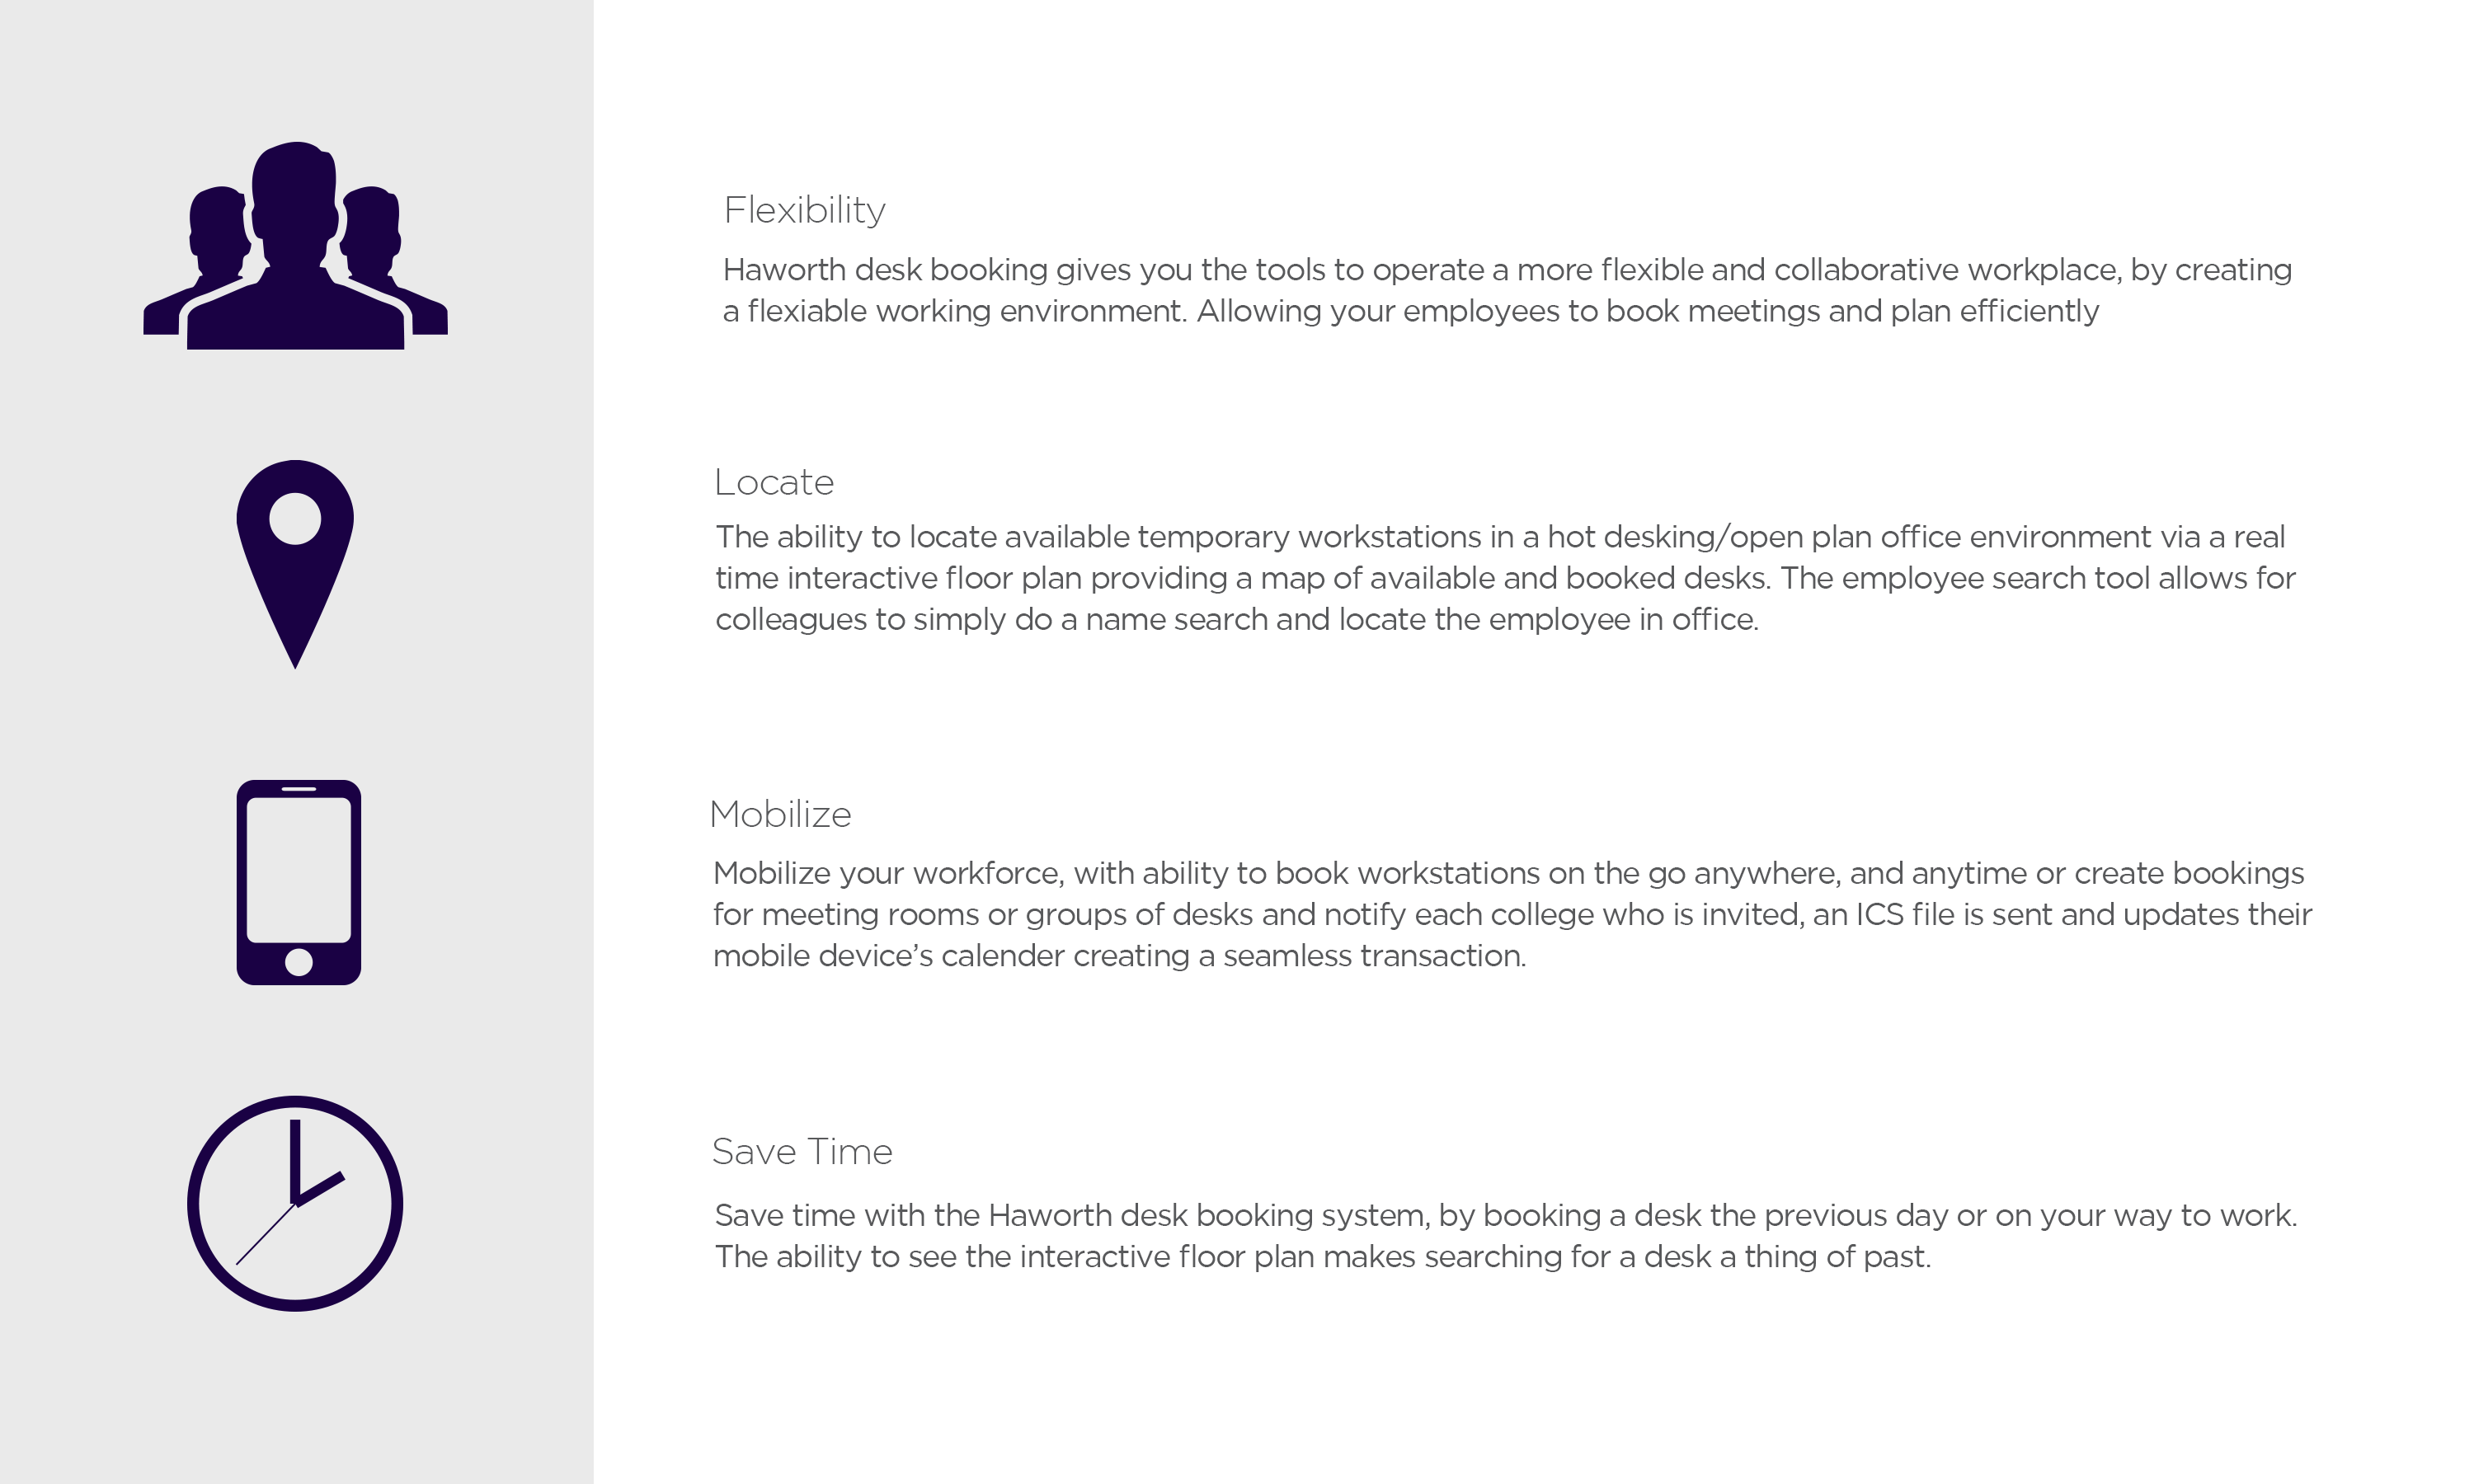 Flexibility
Haworth desk booking gives you the tools to operate a more flexible and collaborative workplace, by creating
a flexiable working environment. Allowing your employees to book meetings and plan efficiently
Locate
The ability to locate available temporary workstations in a hot desking/open plan office environment via a real
time interactive floor plan providing a map of available and booked desks. The employee search tool allows for
colleagues to simply do a name search and locate the employee in office.
Mobilize
Mobilize your workforce, with ability to book workstations on the go anywhere, and anytime or create bookings
for meeting rooms or groups of desks and notify each college who is invited, an ICS file is sent and updates their
mobile device’s calender creating a seamless transaction.
Save Time
Save time with the Haworth desk booking system, by booking a desk the previous day or on your way to work.
The ability to see the interactive floor plan makes searching for a desk a thing of past.